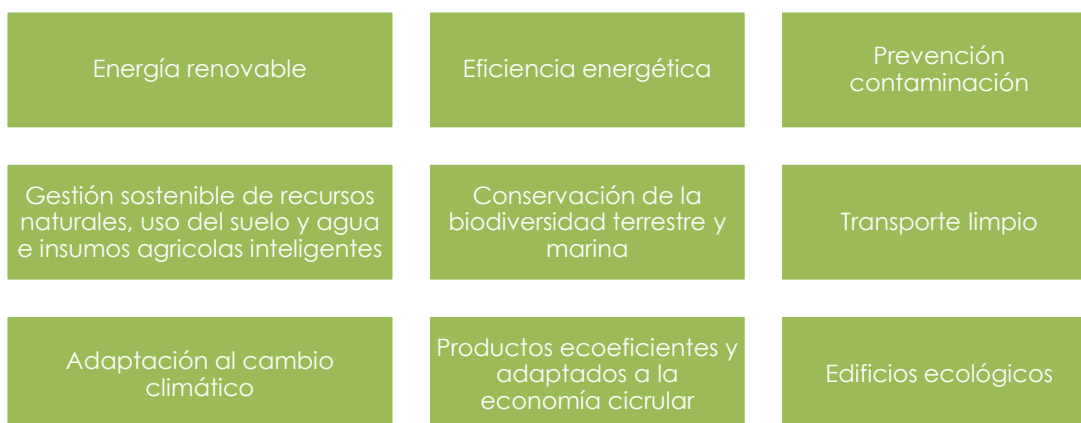 Energía renovable
Eficiencia energética
Prevención
contaminación
Gestión sostenible de recursos
naturales, uso del suelo y agua
e insumos agricolas inteligentes
Conservación de la
biodiversidad terrestre y
marina
Transporte limpio
Adaptación al cambio
climático
Productos ecoeficientes y
adaptados a la
economía cicrular
Edificios ecológicos